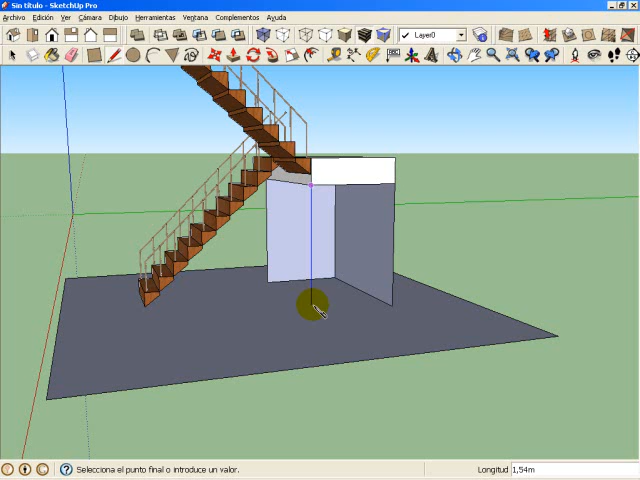 Sin título - SketchUp Pro
Archivo Edición Ver Cámara Dibujo Herramientas Ventana Complementos Ayuda
Layer0
Selecciona el punto final o introduce un valor. Longitud 1,54m